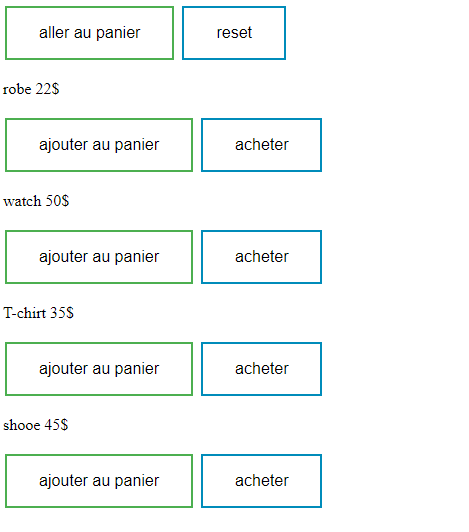 aller au panier reset
robe 22$
ajouter au panier acheter
watch 50$
ajouter au panier acheter
T-chirt 35$
ajouter au panier acheter
shooe 45$
ajouter au panier acheter